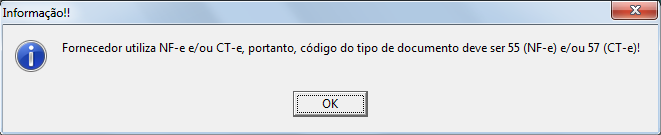 Informação!!
Fornecedor utiliza NF-e e/ou CT-e, portanto, código do tipo de documento deve ser 55 (NF-e) e/ou 57 (CT-e)!
OK